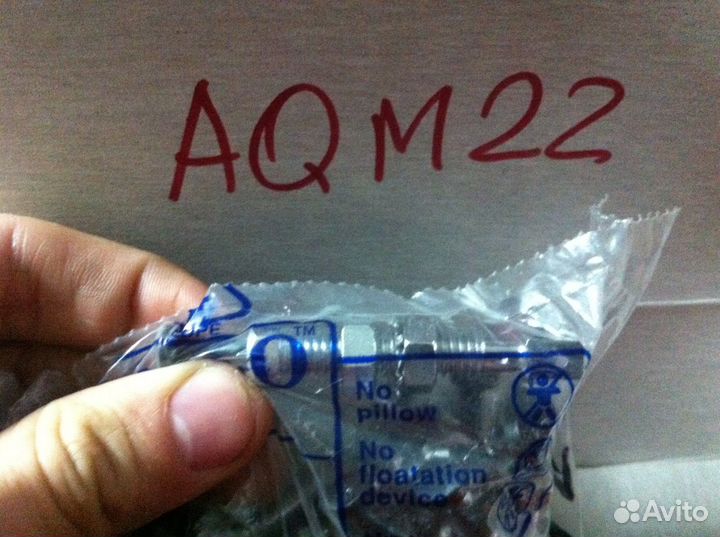 AQM22
TM
O
No
pillow
No
floatation
device
Avito